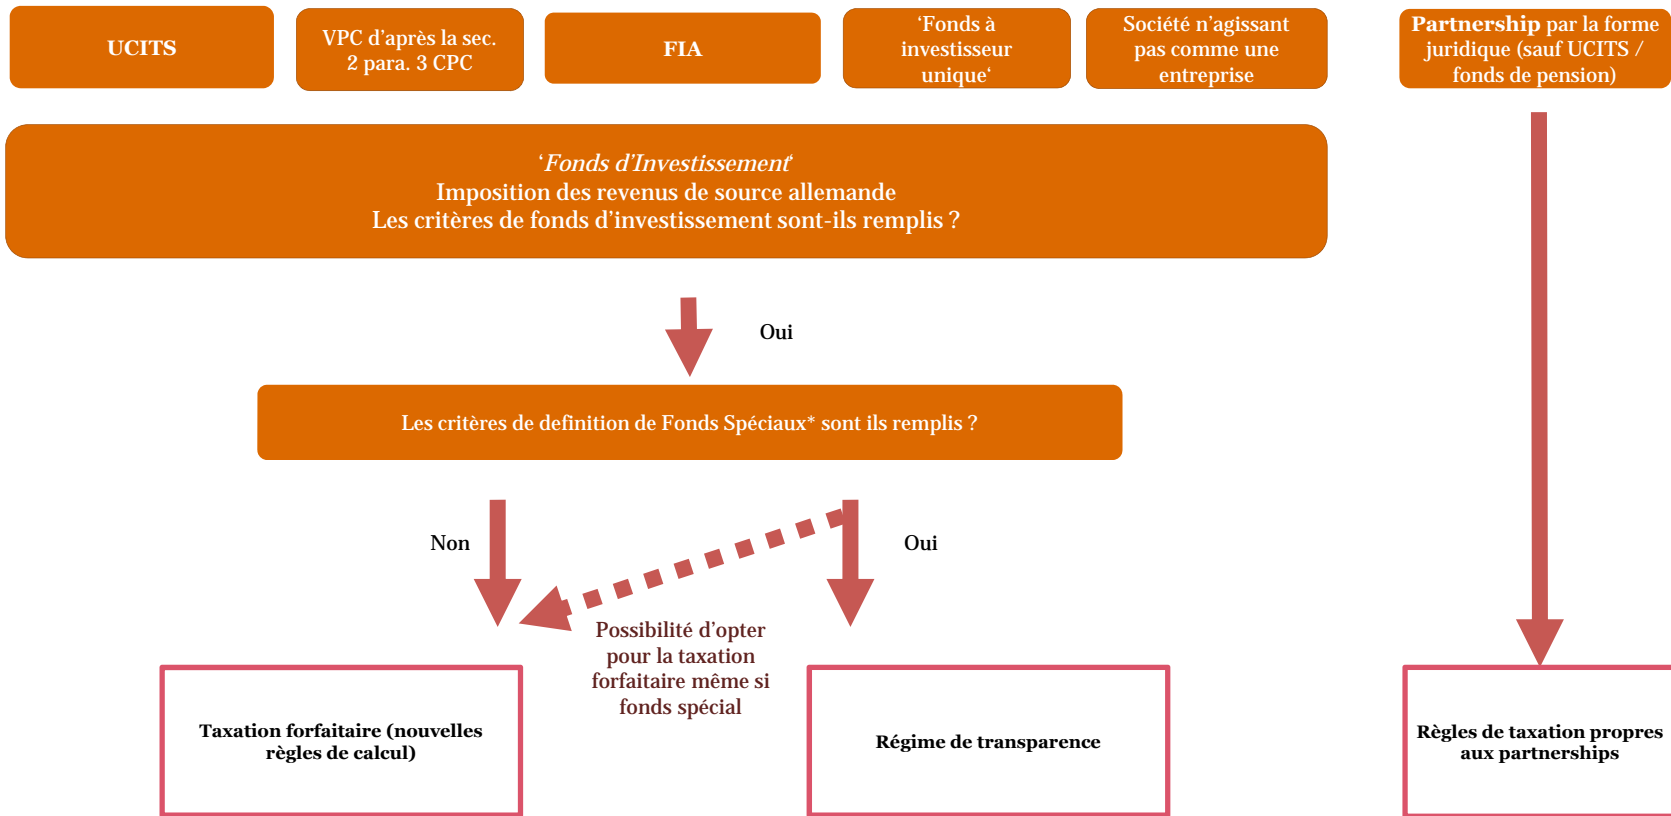 UCITS
VPC d'après la sec.
2 para. 3 CPC
FIA
‘Fonds à
investisseur
unique‘
Société n'agissant
pas comme une
entreprise
Partnership par la forme
juridique (sauf UCITS /
fonds de pension)
‘Fonds d'Investissement‘
Imposition des revenus de source allemande
Les critères de fonds d'investissement sont-ils remplis ?
Oui
Les critères de definition de Fonds Spéciaux* sont ils remplis ?
Non
Oui
Possibilité d'opter
pour la taxation
forfaitaire même si
fonds spécial
Taxation forfaitaire (nouvelles
règles de calcul)
Régime de transparence
Règles de taxation propres
aux partnerships